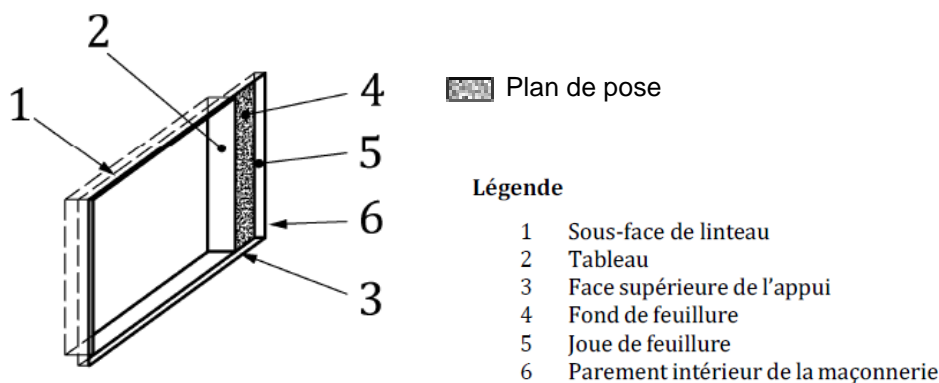 2
4
1
5
6
3
Plan de pose
Légende
1 Sous-face de linteau
2 Tableau
3 Face supérieure de l'appui
4 Fond de feuillure
5 Joue de feuillure
6 Parement intérieur de la maçonnerie